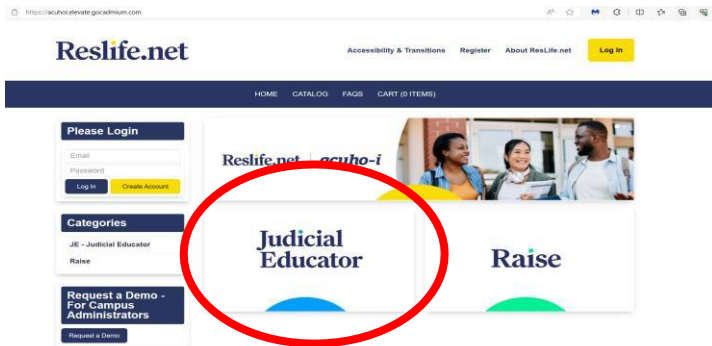 https://acuhoi.elevate.gocadmium.com
Reslife.net
Accessibility & Transitions Register About ResLife.net Log In
HOME CATALOG FAQS CART (0 ITEMS)
Please Login
Email
Password
Log In Create Account
Reslife.net acuho-i
Categories
JE - Judicial Educator
Raise
Judicial
Educator
Raise
Request a Demo -
For Campus
Administrators
Request a Demo